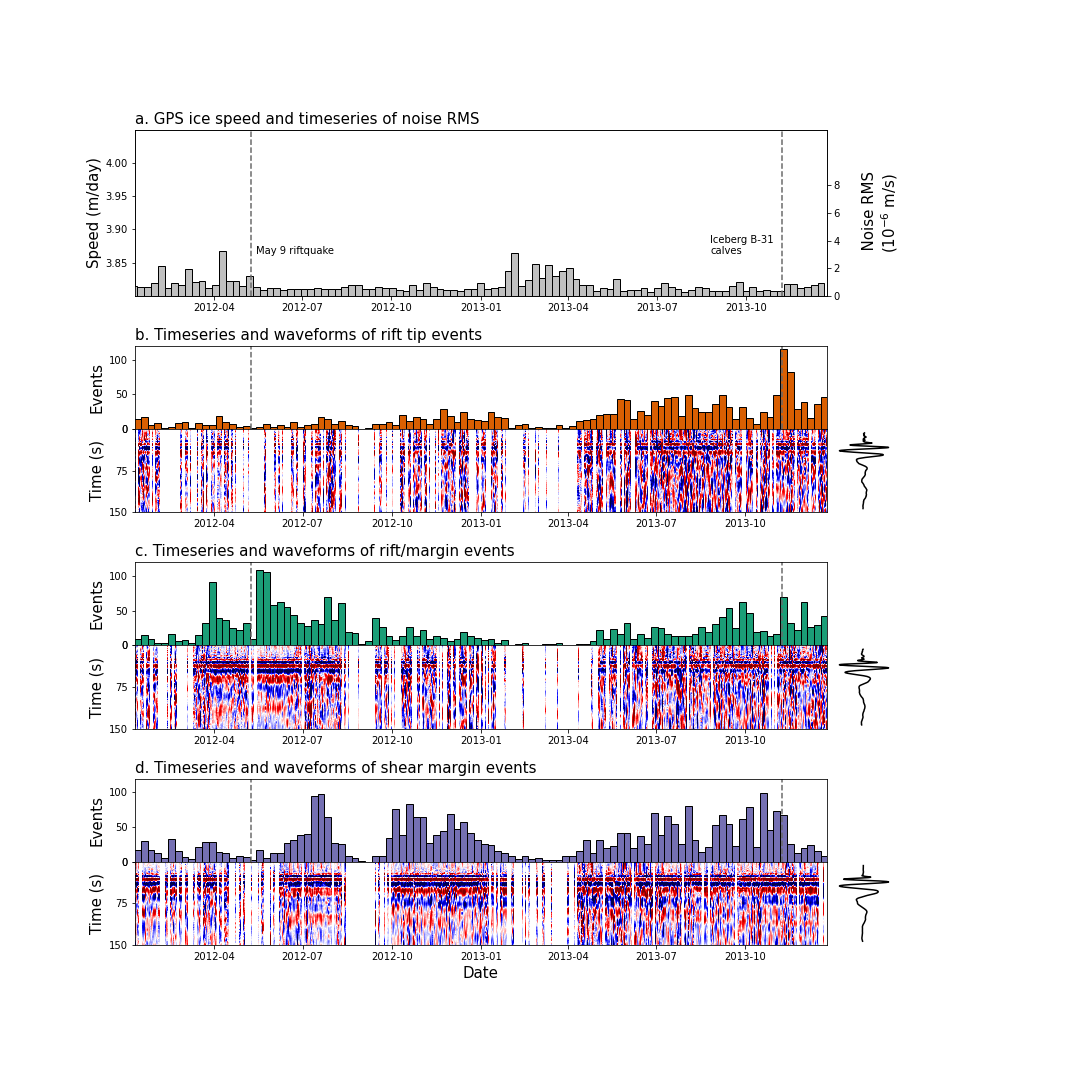 a. GPS ice speed and timeseries of noise RMS
Speed (m/day)
4.00
3.95
3.90
3.85
May 9 riftquake
Iceberg B-31
calves
8
6
4
2
0
Noise RMS
(10⁻⁶ m/s)
2012-04 2012-07 2012-10 2013-01 2013-04 2013-07 2013-10
b. Timeseries and waveforms of rift tip events
Events
100
50
0
Time (s)
75
150
2012-04 2012-07 2012-10 2013-01 2013-04 2013-07 2013-10
c. Timeseries and waveforms of rift/margin events
Events
100
50
0
Time (s)
75
150
2012-04 2012-07 2012-10 2013-01 2013-04 2013-07 2013-10
d. Timeseries and waveforms of shear margin events
Events
100
50
0
Time (s)
75
150
2012-04 2012-07 2012-10 2013-01 2013-04 2013-07 2013-10
Date